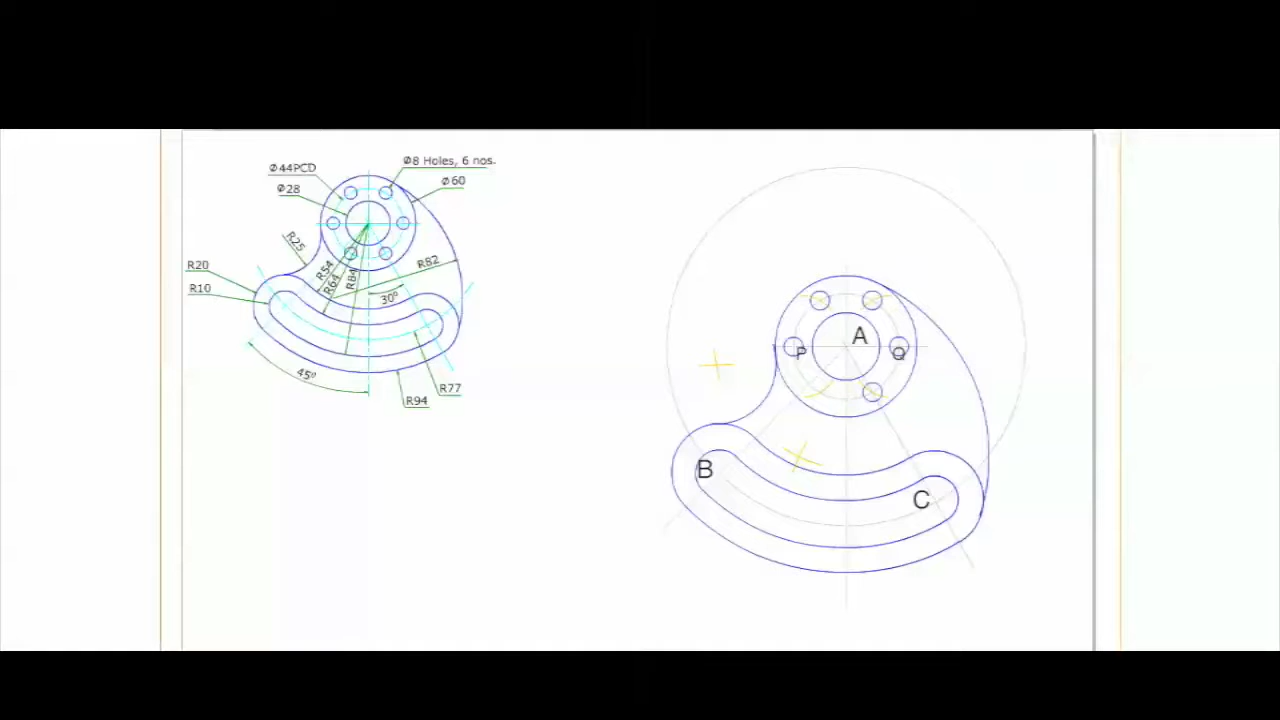 Ø8 Holes, 6 nos.
Ø44PCD
Ø60
Ø28
R25
R20
R10
R54
R64
R84
R82
30°
45°
R77
R94
A
P
Q
B
C